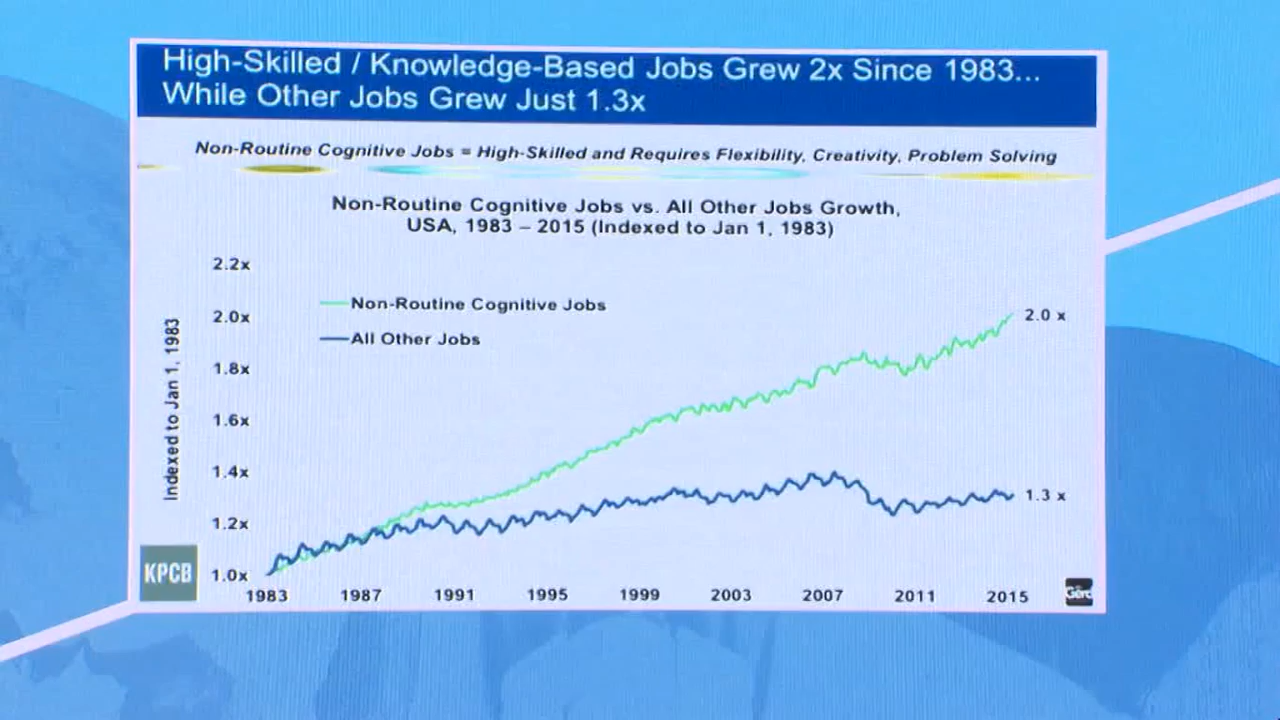 High-Skilled / Knowledge-Based Jobs Grew 2x Since 1983...
While Other Jobs Grew Just 1.3x
Non-Routine Cognitive Jobs = High-Skilled and Requires Flexibility, Creativity, Problem Solving
Non-Routine Cognitive Jobs vs. All Other Jobs Growth,
USA, 1983 – 2015 (Indexed to Jan 1, 1983)
Indexed to Jan 1, 1983
2.2x
2.0x
1.8x
1.6x
1.4x
1.2x
1.0x
Non-Routine Cognitive Jobs
All Other Jobs
2.0 x
1.3 x
1983 1987 1991 1995 1999 2003 2007 2011 2015
KPCB